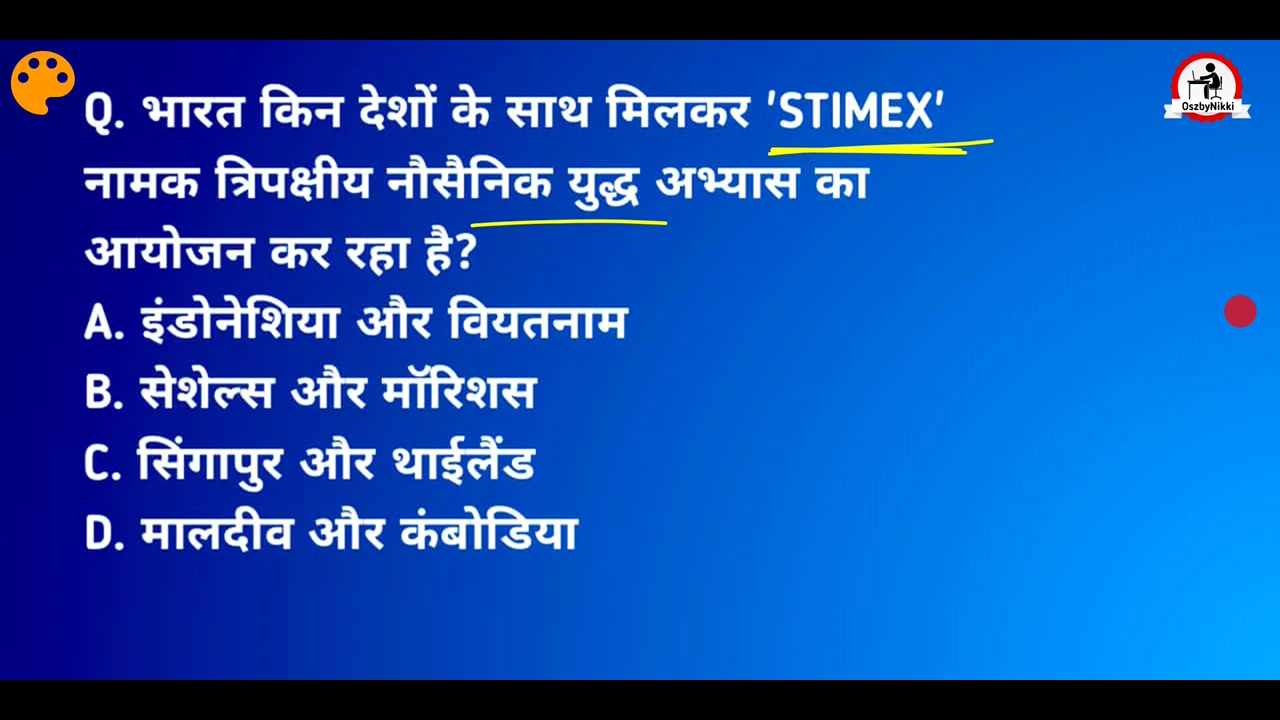 OszbyNikki
Q. भारत किन देशों के साथ मिलकर 'STIMEX'
नामक त्रिपक्षीय नौसैनिक युद्ध अभ्यास का
आयोजन कर रहा है?
A. इंडोनेशिया और वियतनाम
B. सेशेल्स और मॉरिशस
C. सिंगापुर और थाईलैंड
D. मालदीव और कंबोडिया